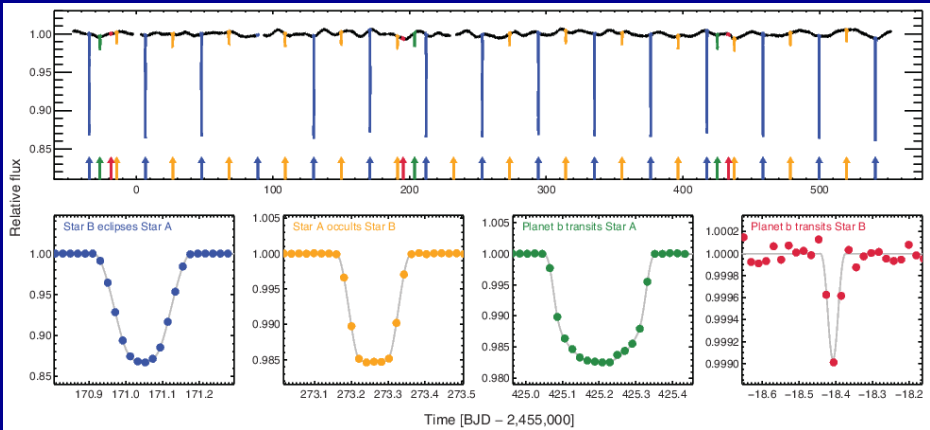 1.00
0.95
0.90
0.85
0 100 200 300 400 500
Relative flux
Star B eclipses Star A
1.00
0.95
0.90
0.85
170.9 171.0 171.1 171.2
Star A occults Star B
1.005
1.000
0.995
0.990
0.985
273.1 273.2 273.3 273.4 273.5
Planet b transits Star A
1.005
1.000
0.995
0.990
0.985
0.980
425.0 425.1 425.2 425.3 425.4
Planet b transits Star B
1.0002
1.0000
0.9998
0.9996
0.9994
0.9992
0.9990
−18.6 −18.5 −18.4 −18.3 −18.2
Time [BJD − 2,455,000]